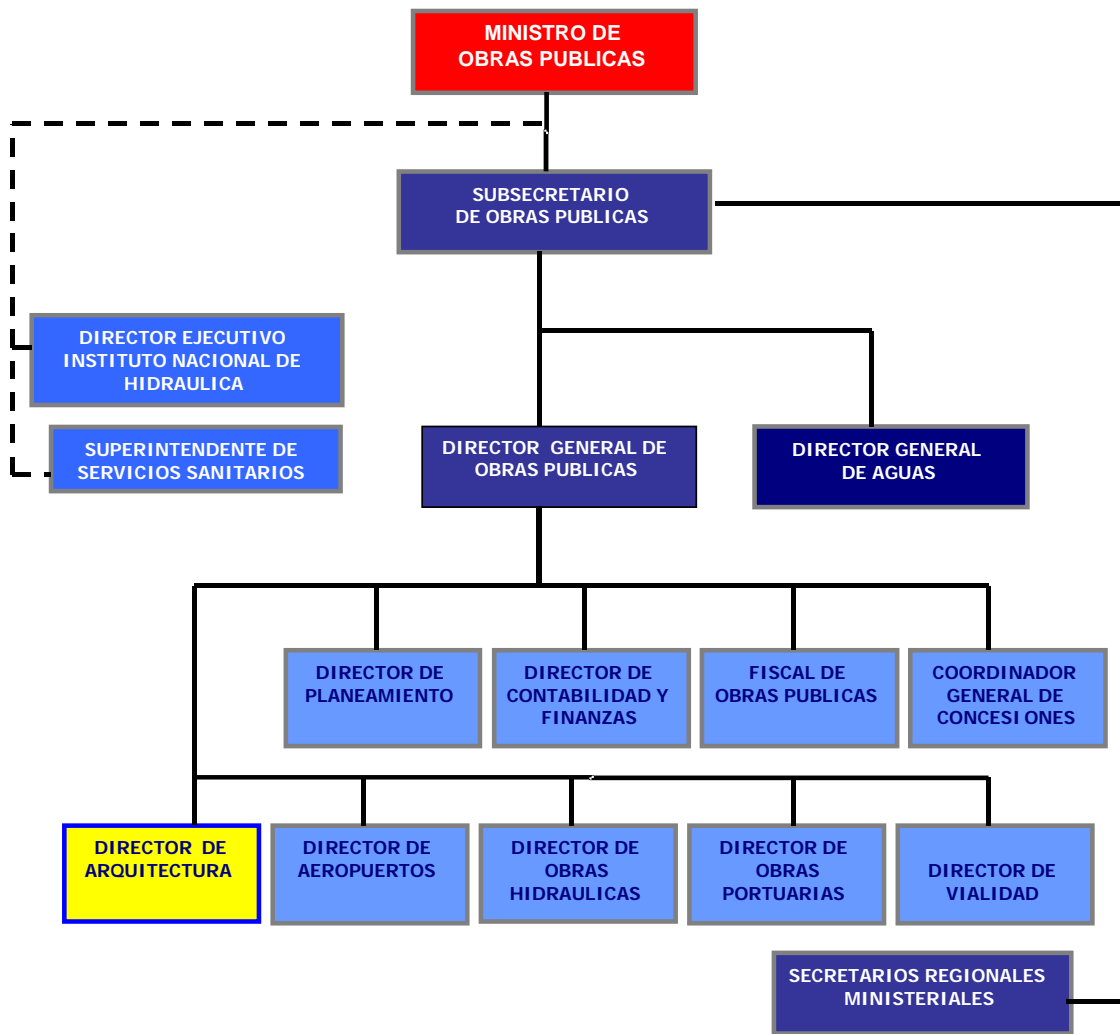 MINISTRO DE
OBRAS PUBLICAS
SUBSECRETARIO
DE OBRAS PUBLICAS
DIRECTOR EJECUTIVO
INSTITUTO NACIONAL DE
HIDRAULICA
SUPERINTENDENTE DE
SERVICIOS SANITARIOS
DIRECTOR GENERAL DE
OBRAS PUBLICAS
DIRECTOR GENERAL
DE AGUAS
DIRECTOR DE
PLANEAMIENTO
DIRECTOR DE
CONTABILIDAD Y
FINANZAS
FISCAL DE
OBRAS PUBLICAS
COORDINADOR
GENERAL DE
CONCESIONES
DIRECTOR DE
ARQUITECTURA
DIRECTOR DE
AEROPUERTOS
DIRECTOR DE
OBRAS
HIDRAULICAS
DIRECTOR DE
OBRAS
PORTUARIAS
DIRECTOR DE
VIALIDAD
SECRETARIOS REGIONALES
MINISTERIALES